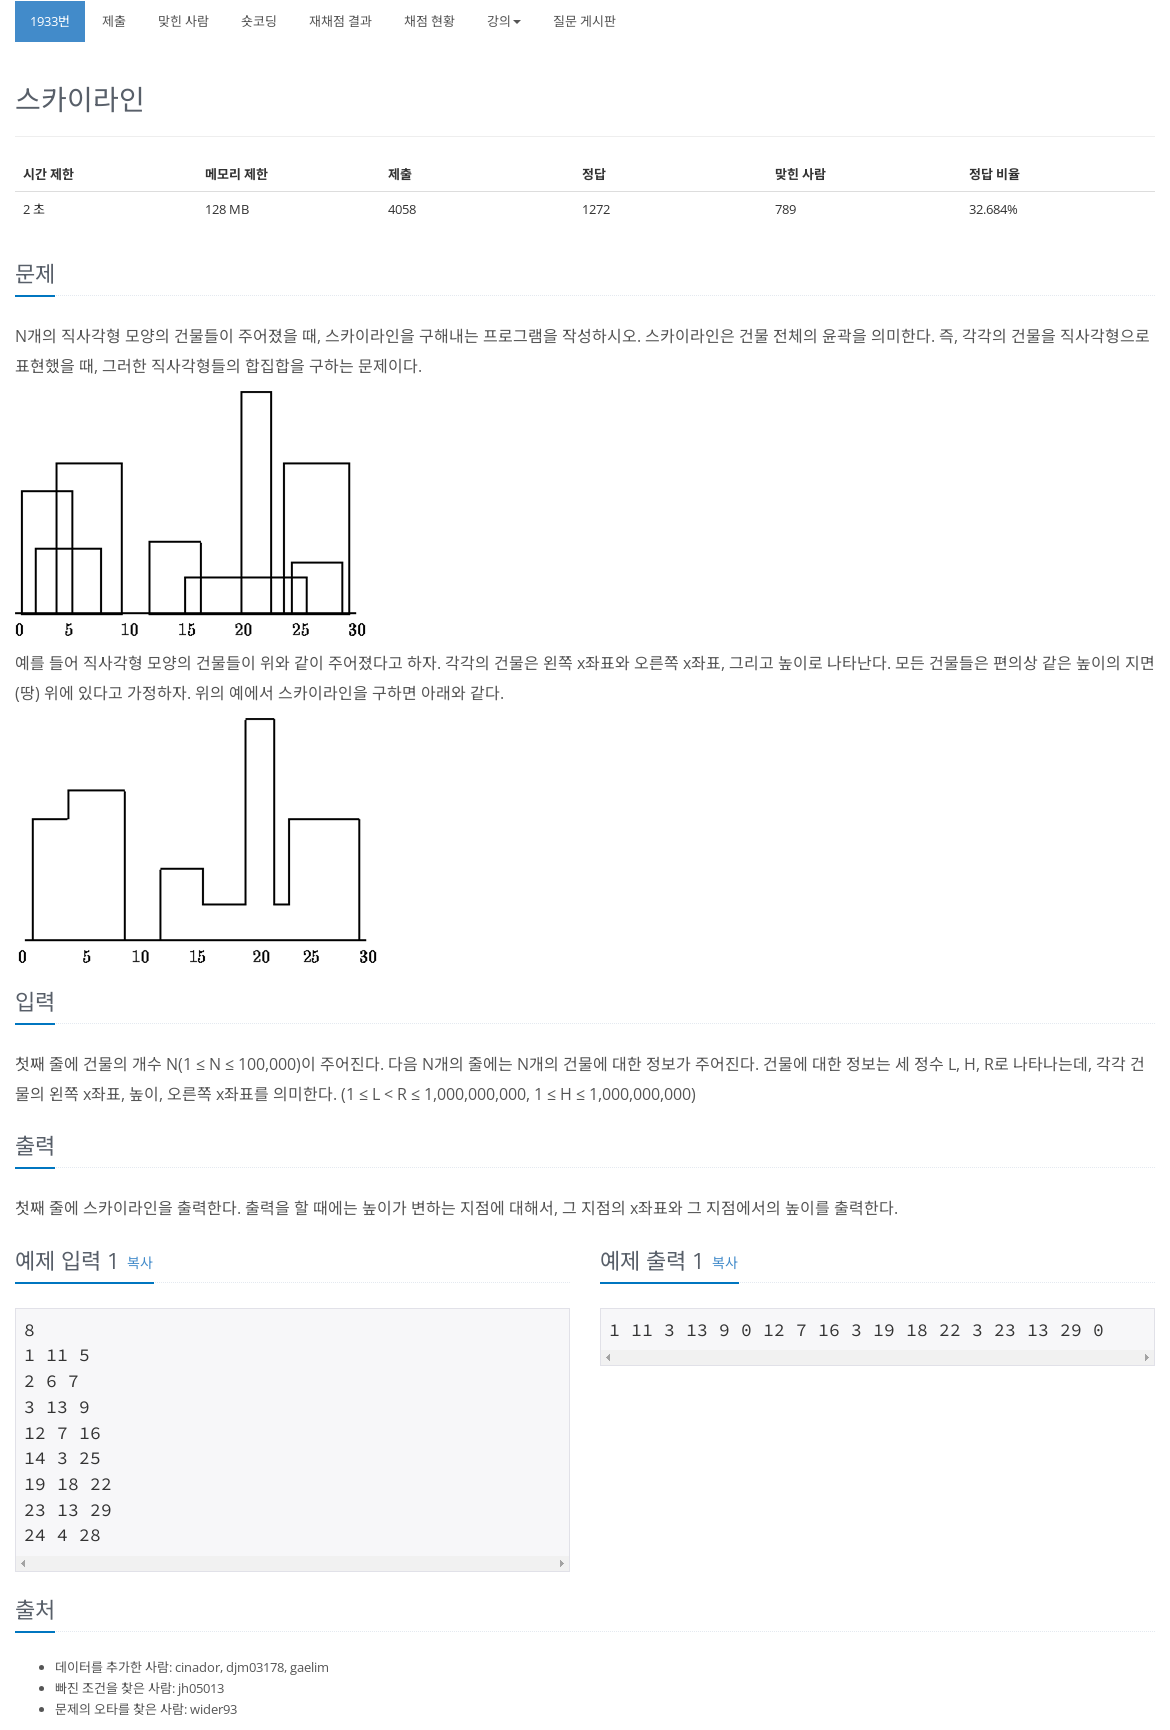 1933번 제출 맞힌 사람 숏코딩 재채점 결과 채점 현황 강의 질문 게시판
스카이라인
시간 제한 메모리 제한 제출 정답 맞힌 사람 정답 비율
2 초 128 MB 4058 1272 789 32.684%
문제
N개의 직사각형 모양의 건물들이 주어졌을 때, 스카이라인을 구해내는 프로그램을 작성하시오. 스카이라인은 건물 전체의 윤곽을 의미한다. 즉, 각각의 건물을 직사각형으로
표현했을 때, 그러한 직사각형들의 합집합을 구하는 문제이다.
0 5 10 15 20 25 30
예를 들어 직사각형 모양의 건물들이 위와 같이 주어졌다고 하자. 각각의 건물은 왼쪽 x좌표와 오른쪽 x좌표, 그리고 높이로 나타난다. 모든 건물들은 편의상 같은 높이의 지면
(땅) 위에 있다고 가정하자. 위의 예에서 스카이라인을 구하면 아래와 같다.
0 5 10 15 20 25 30
입력
첫째 줄에 건물의 개수 N(1 ≤ N ≤ 100,000)이 주어진다. 다음 N개의 줄에는 N개의 건물에 대한 정보가 주어진다. 건물에 대한 정보는 세 정수 L, H, R로 나타나는데, 각각 건
물의 왼쪽 x좌표, 높이, 오른쪽 x좌표를 의미한다. (1 ≤ L < R ≤ 1,000,000,000, 1 ≤ H ≤ 1,000,000,000)
출력
첫째 줄에 스카이라인을 출력한다. 출력을 할 때에는 높이가 변하는 지점에 대해서, 그 지점의 x좌표와 그 지점에서의 높이를 출력한다.
예제 입력 1 복사
8
1 11 5
2 6 7
3 13 9
12 7 16
14 3 25
19 18 22
23 13 29
24 4 28
예제 출력 1 복사
1 11 3 13 9 0 12 7 16 3 19 18 22 3 23 13 29 0
출처
데이터를 추가한 사람: cinador, djm03178, gaelim
빠진 조건을 찾은 사람: jh05013
문제의 오타를 찾은 사람: wider93